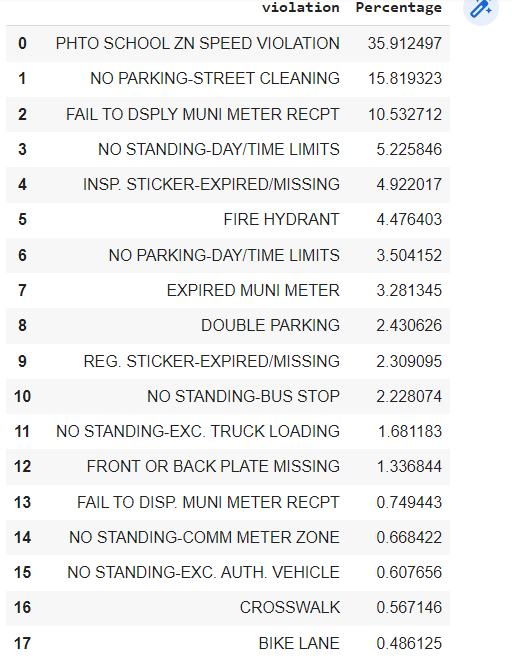 violation Percentage
0 PHTO SCHOOL ZN SPEED VIOLATION 35.912497
1 NO PARKING-STREET CLEANING 15.819323
2 FAIL TO DSPLY MUNI METER RECPT 10.532712
3 NO STANDING-DAY/TIME LIMITS 5.225846
4 INSP. STICKER-EXPIRED/MISSING 4.922017
5 FIRE HYDRANT 4.476403
6 NO PARKING-DAY/TIME LIMITS 3.504152
7 EXPIRED MUNI METER 3.281345
8 DOUBLE PARKING 2.430626
9 REG. STICKER-EXPIRED/MISSING 2.309095
10 NO STANDING-BUS STOP 2.228074
11 NO STANDING-EXC. TRUCK LOADING 1.681183
12 FRONT OR BACK PLATE MISSING 1.336844
13 FAIL TO DISP. MUNI METER RECPT 0.749443
14 NO STANDING-COMM METER ZONE 0.668422
15 NO STANDING-EXC. AUTH. VEHICLE 0.607656
16 CROSSWALK 0.567146
17 BIKE LANE 0.486125